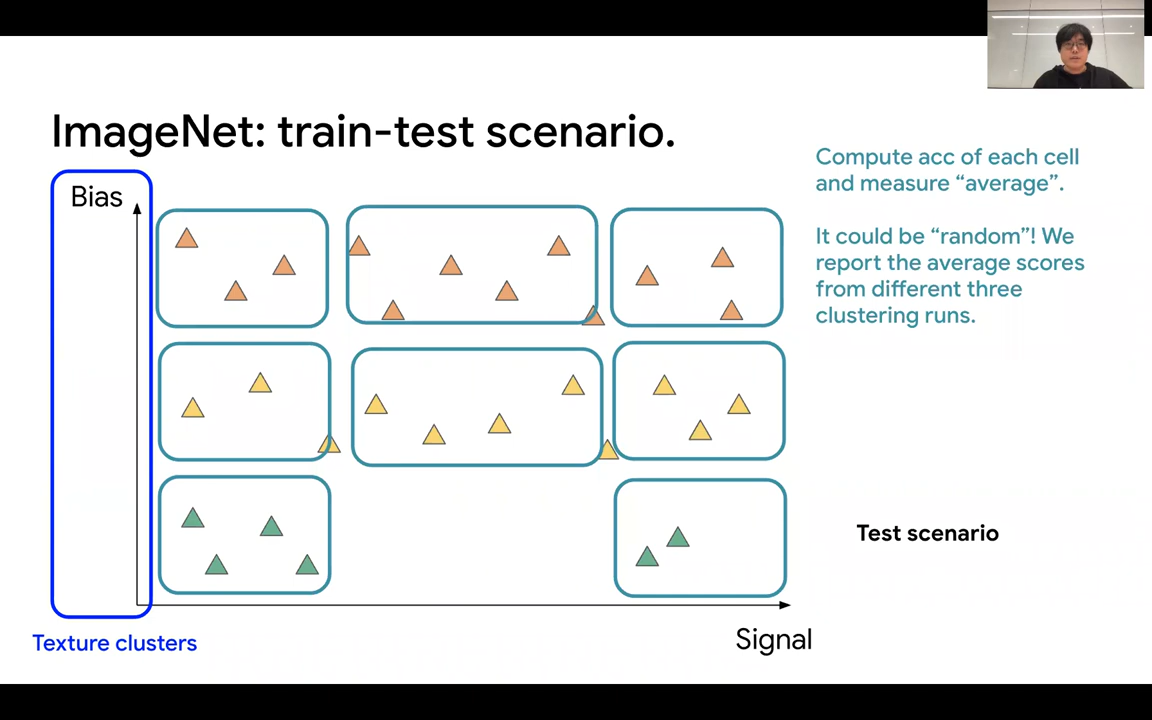 ImageNet: train-test scenario.
Compute acc of each cell
and measure “average”.
It could be “random”! We
report the average scores
from different three
clustering runs.
Bias
Test scenario
Signal
Texture clusters